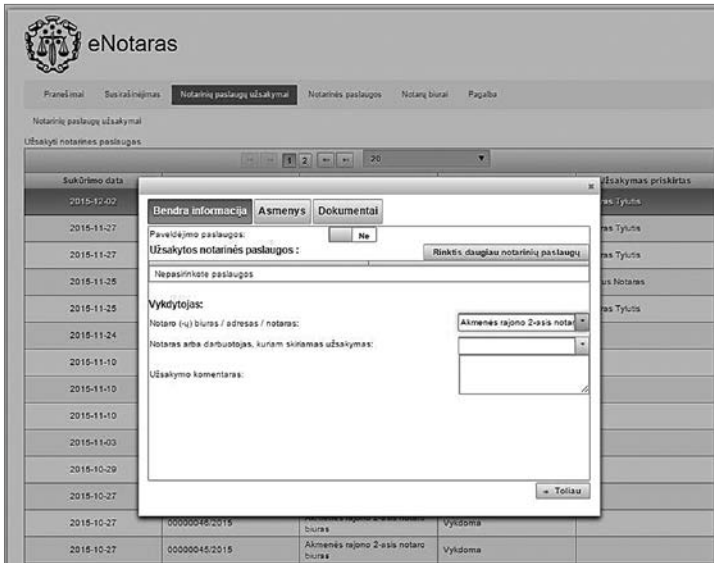 eNotaras
Pranešimai Susirašinėjimas Notarinių paslaugų užsakymai Notarinės paslaugos Notarų biurai Pagalba
Notarinių paslaugų užsakymai
Užsakyti notarines paslaugas
1 2 20
Sukūrimo data Užsakymas priskirtas
2015-12-02 Tylutis
2015-11-27 Tylutis
2015-11-27 Tylutis
2015-11-25 Notaras
2015-11-25 Tylutis
2015-11-24
2015-11-19
2015-11-10
2015-11-10
2015-11-03
2015-10-29
2015-10-27
Bendra informacija Asmenys Dokumentai
Paveldėjimo paslaugos: Ne
Užsakytos notarinės paslaugos : Rinktis daugiau notarinių paslaugų
Nepasirinkote paslaugos
Vykdytojas:
Notaro (-ų) biuras / adresas / notaras: Akmenės rajono 2-asis notar
Notaras arba darbuotojas, kuriam skiriamas užsakymas:
Užsakymo komentaras:
Toliau
2015-10-27 00000046/2015 Akmenės rajono 2-asis notaro biuras Vykdoma
2015-10-27 00000045/2015 Akmenės rajono 2-asis notaro biuras Vykdoma